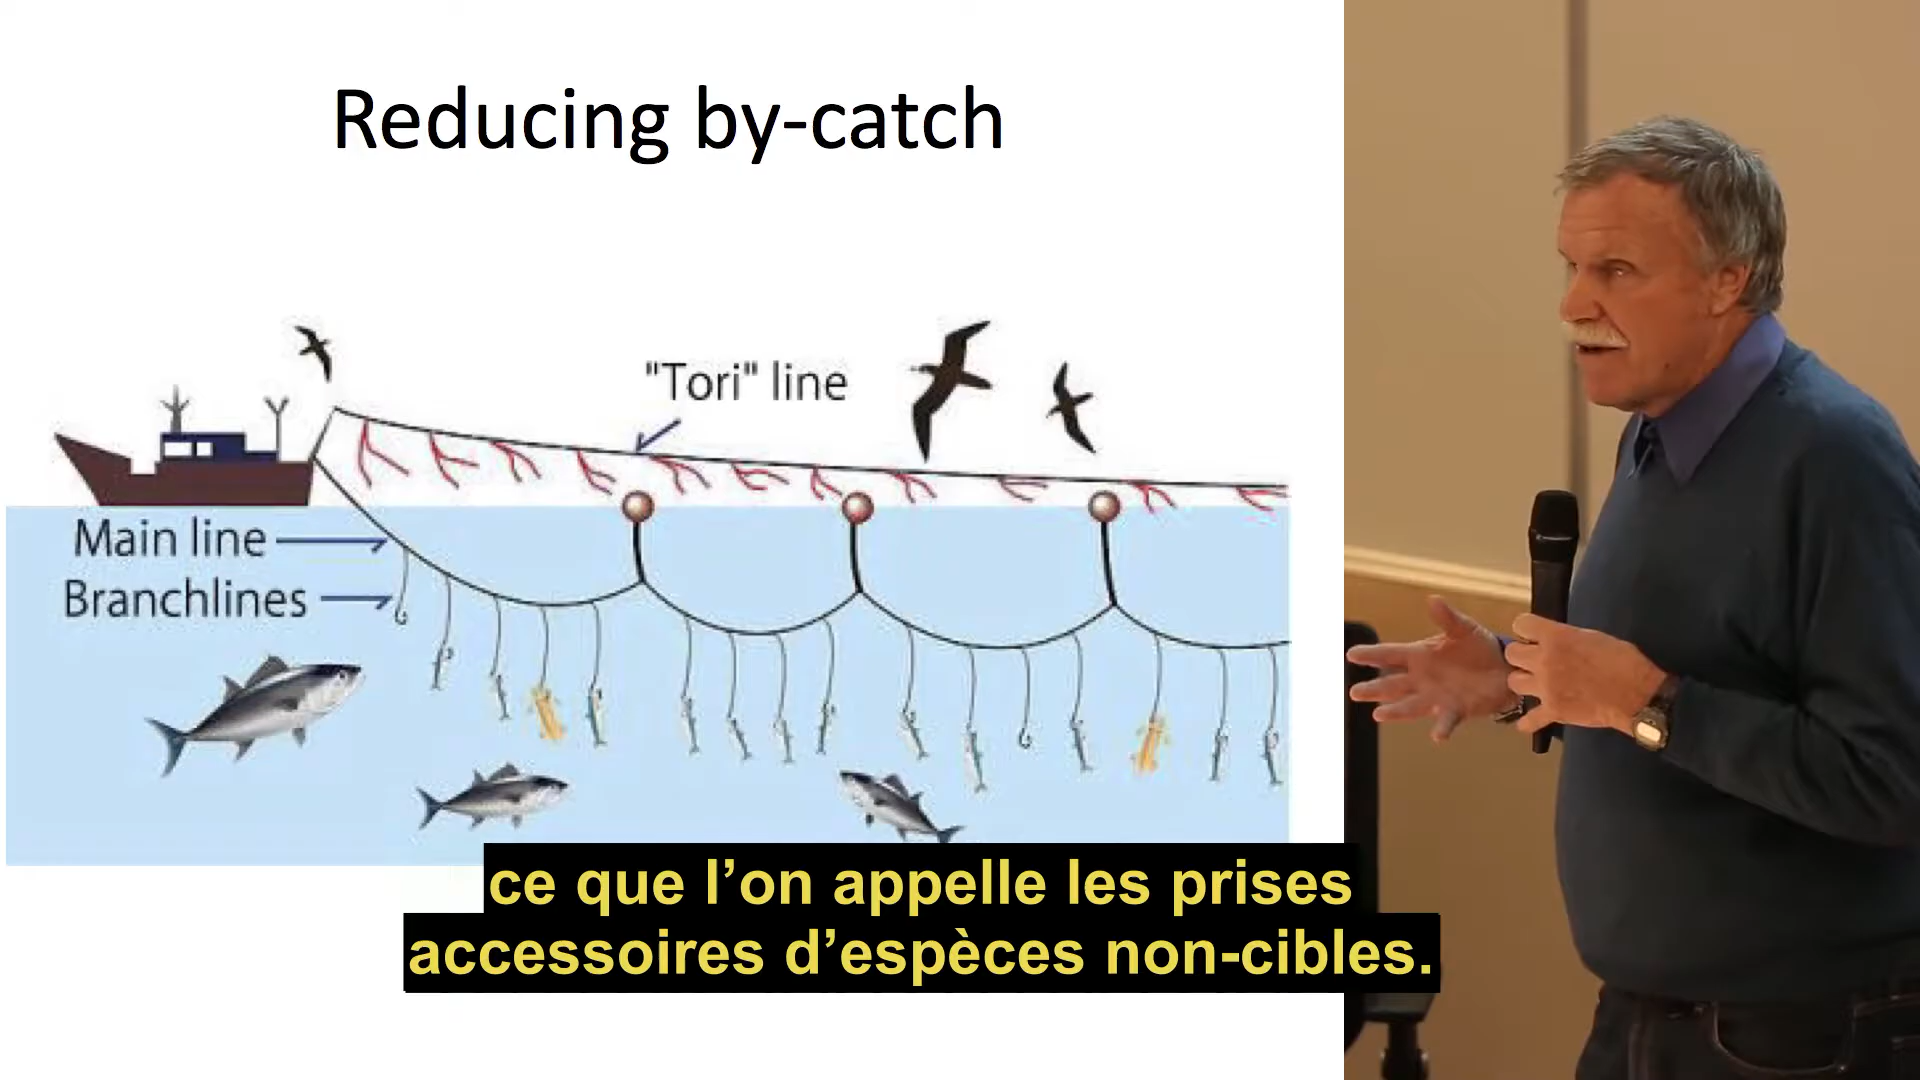 Reducing by-catch
"Tori" line
Main line
Branchlines
ce que l’on appelle les prises
accessoires d’espèces non-cibles.